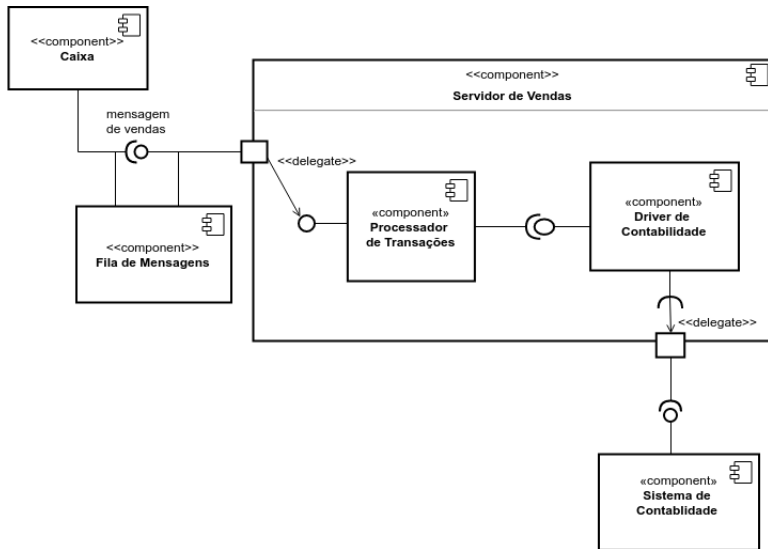 <<component>>
Caixa
mensagem
de vendas
<<component>>
Fila de Mensagens
<<component>>
Servidor de Vendas
<<delegate>>
«component»
Processador
de Transações
«component»
Driver de
Contabilidade
<<delegate>>
«component»
Sistema de
Contablidade